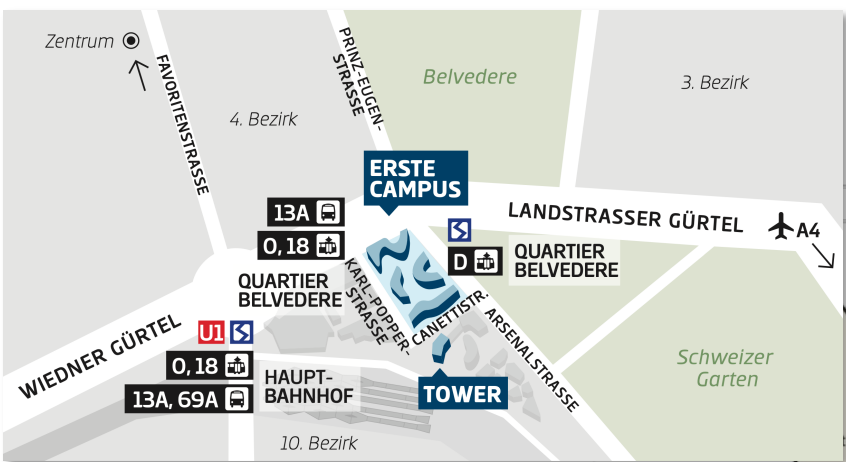 Zentrum
FAVORITENSTRASSE
PRINZ-EUGEN-
STRASSE
Belvedere
3. Bezirk
4. Bezirk
ERSTE
CAMPUS
13A
O, 18
QUARTIER
BELVEDERE
KARL-POPPER-
STRASSE
D
QUARTIER
BELVEDERE
LANDSTRASSER GÜRTEL
A4
CANETTISTR.
ARSENALSTRASSE
WIEDNER GÜRTEL
U1
O, 18
13A, 69A
HAUPT-
BAHNHOF
TOWER
Schweizer
Garten
10. Bezirk